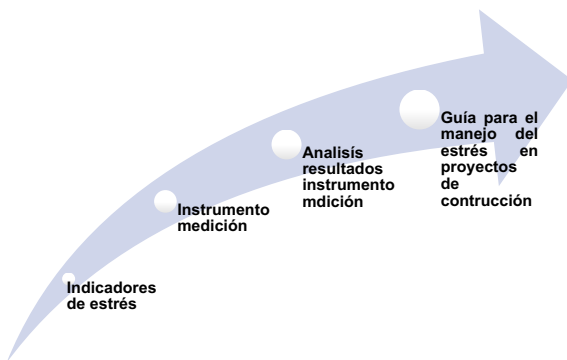 Guía para el
manejo del
estrés en
proyectos
de
contrucción
Analisís
resultados
instrumento
mdición
Instrumento
medición
Indicadores
de estrés